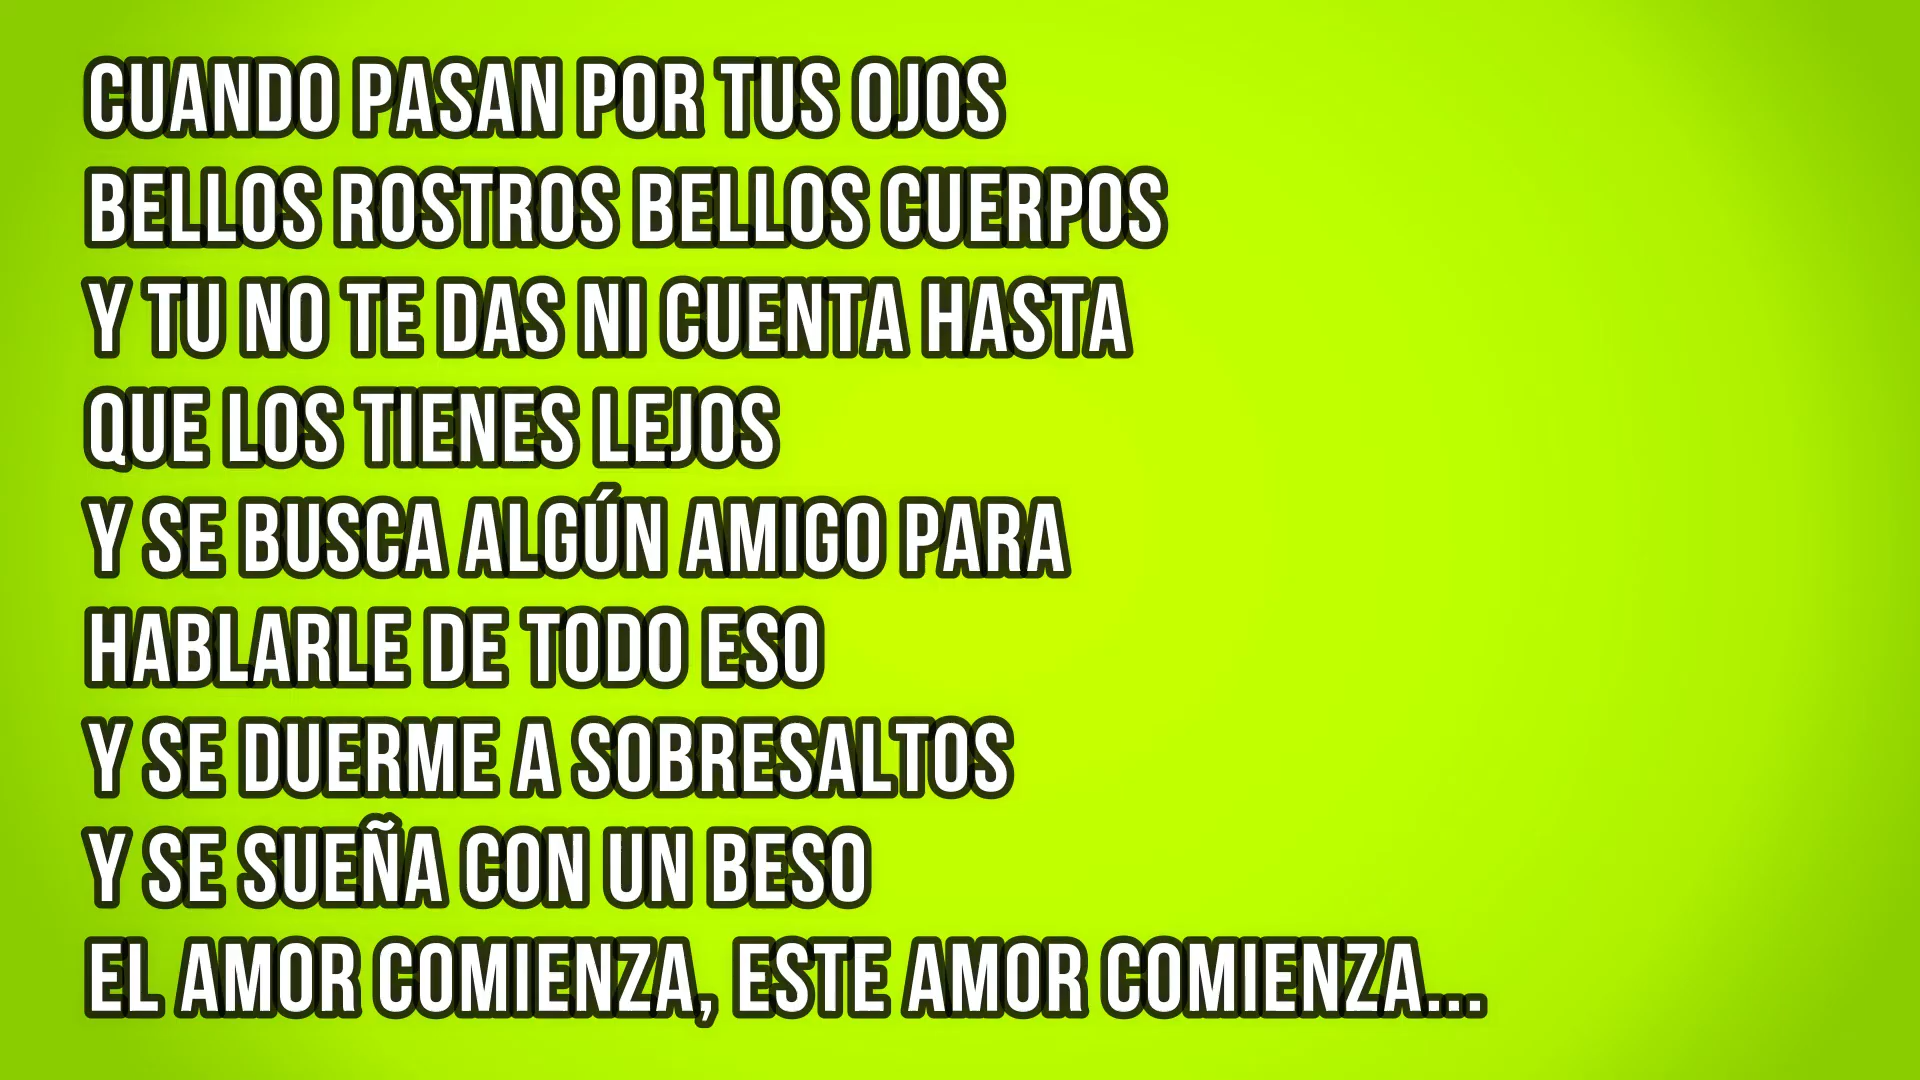 CUANDO PASAN POR TUS OJOS
BELLOS ROSTROS BELLOS CUERPOS
Y TU NO TE DAS NI CUENTA HASTA
QUE LOS TIENES LEJOS
Y SE BUSCA ALGÚN AMIGO PARA
HABLARLE DE TODO ESO
Y SE DUERME A SOBRESALTOS
Y SE SUEÑA CON UN BESO
EL AMOR COMIENZA, ESTE AMOR COMIENZA...